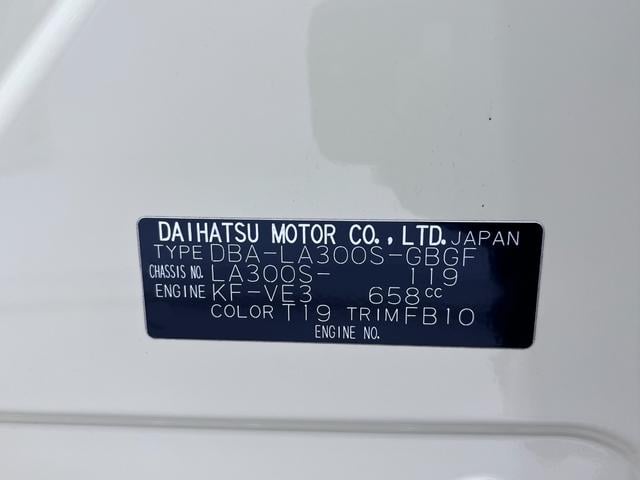 DAIHATSU MOTOR CO., LTD. JAPAN
TYPE DBA-LA300S-GBGF
CHASSIS NO. LA300S- 119
ENGINE KF-VE3 658cc
COLOR T19 TRIM FB10
ENGINE NO.